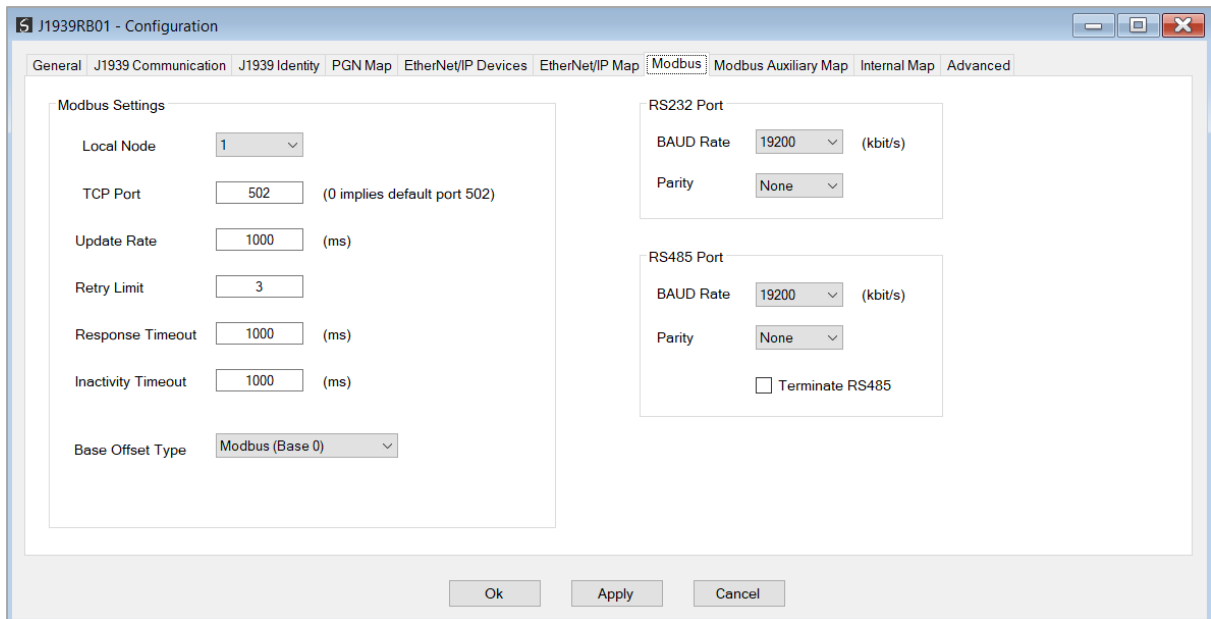 J1939RB01 - Configuration
General J1939 Communication J1939 Identity PGN Map EtherNet/IP Devices EtherNet/IP Map Modbus Modbus Auxiliary Map Internal Map Advanced
Modbus Settings
Local Node 1
TCP Port 502 (0 implies default port 502)
Update Rate 1000 (ms)
Retry Limit 3
Response Timeout 1000 (ms)
Inactivity Timeout 1000 (ms)
Base Offset Type Modbus (Base 0)
RS232 Port
BAUD Rate 19200 (kbit/s)
Parity None
RS485 Port
BAUD Rate 19200 (kbit/s)
Parity None
Terminate RS485
Ok Apply Cancel